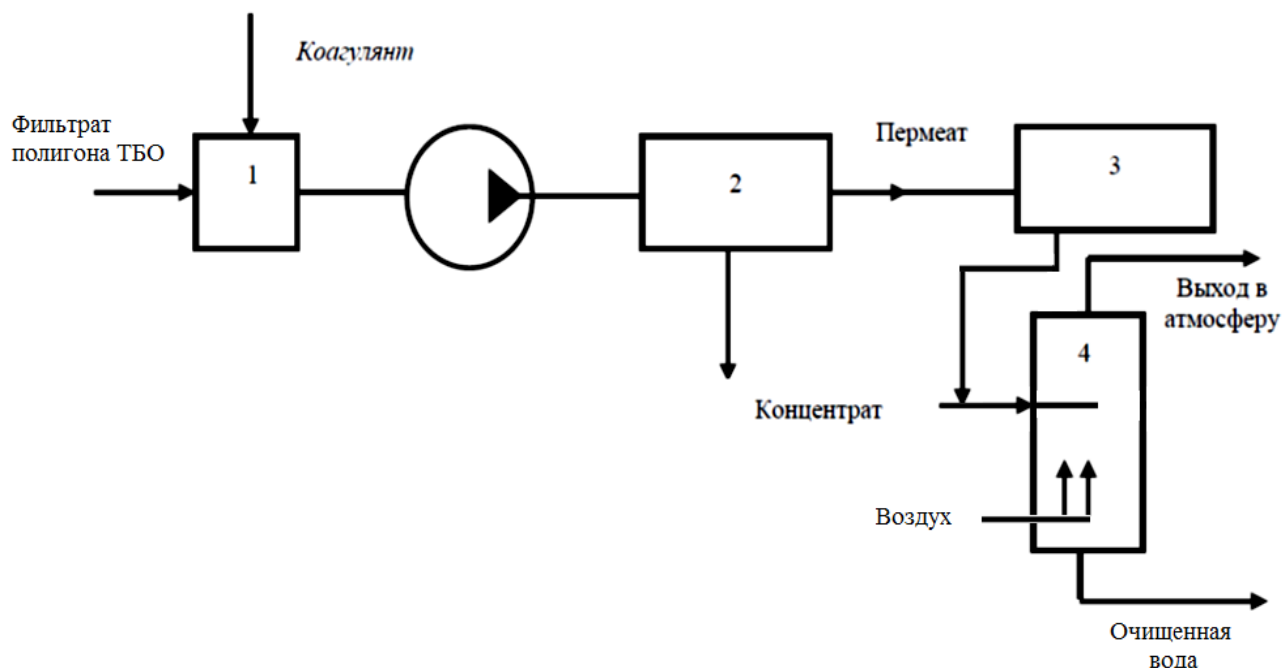 Коагулянт
Фильтрат
полигона ТБО
1
2
Пермеат
3
Выход в
атмосферу
4
Концентрат
Воздух
Очищенная
вода